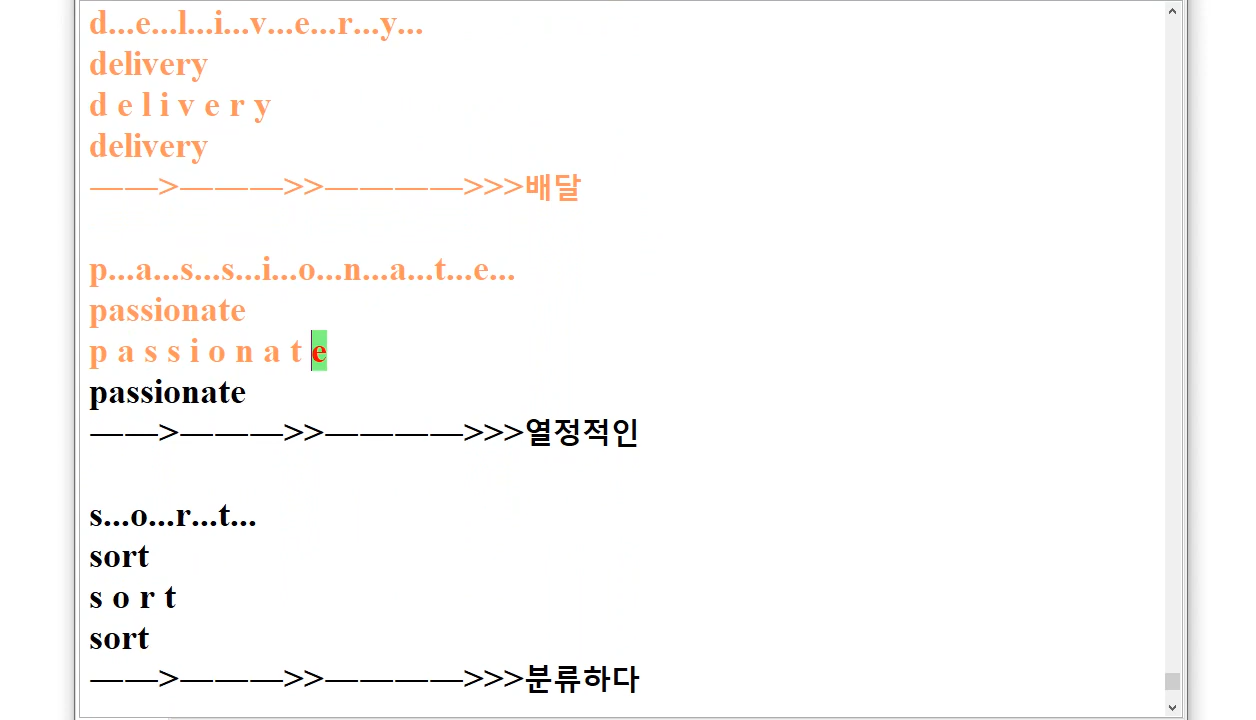 d...e...l...i...v...e...r...y...
delivery
d e l i v e r y
delivery
——>———>>————>>>배달
p...a...s...s...i...o...n...a...t...e...
passionate
p a s s i o n a t e
passionate
——>———>>————>>>열정적인
s...o...r...t...
sort
s o r t
sort
——>———>>————>>>분류하다